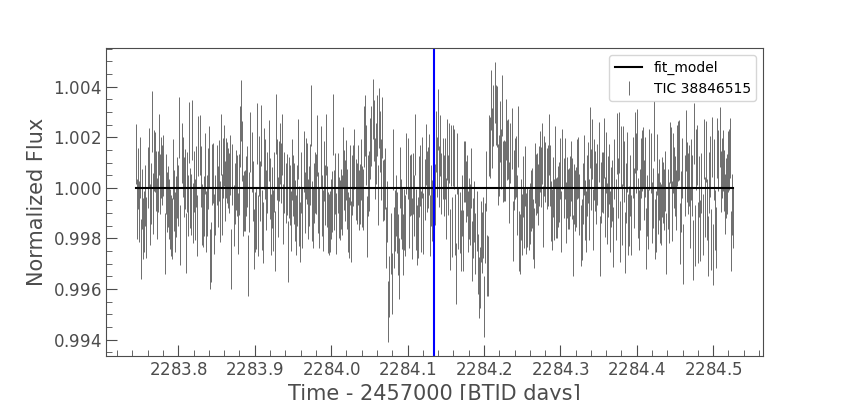 fit_model
TIC 38846515
1.004
1.002
1.000
0.998
0.996
0.994
Normalized Flux
2283.8 2283.9 2284.0 2284.1 2284.2 2284.3 2284.4 2284.5
Time - 2457000 [BTJD days]